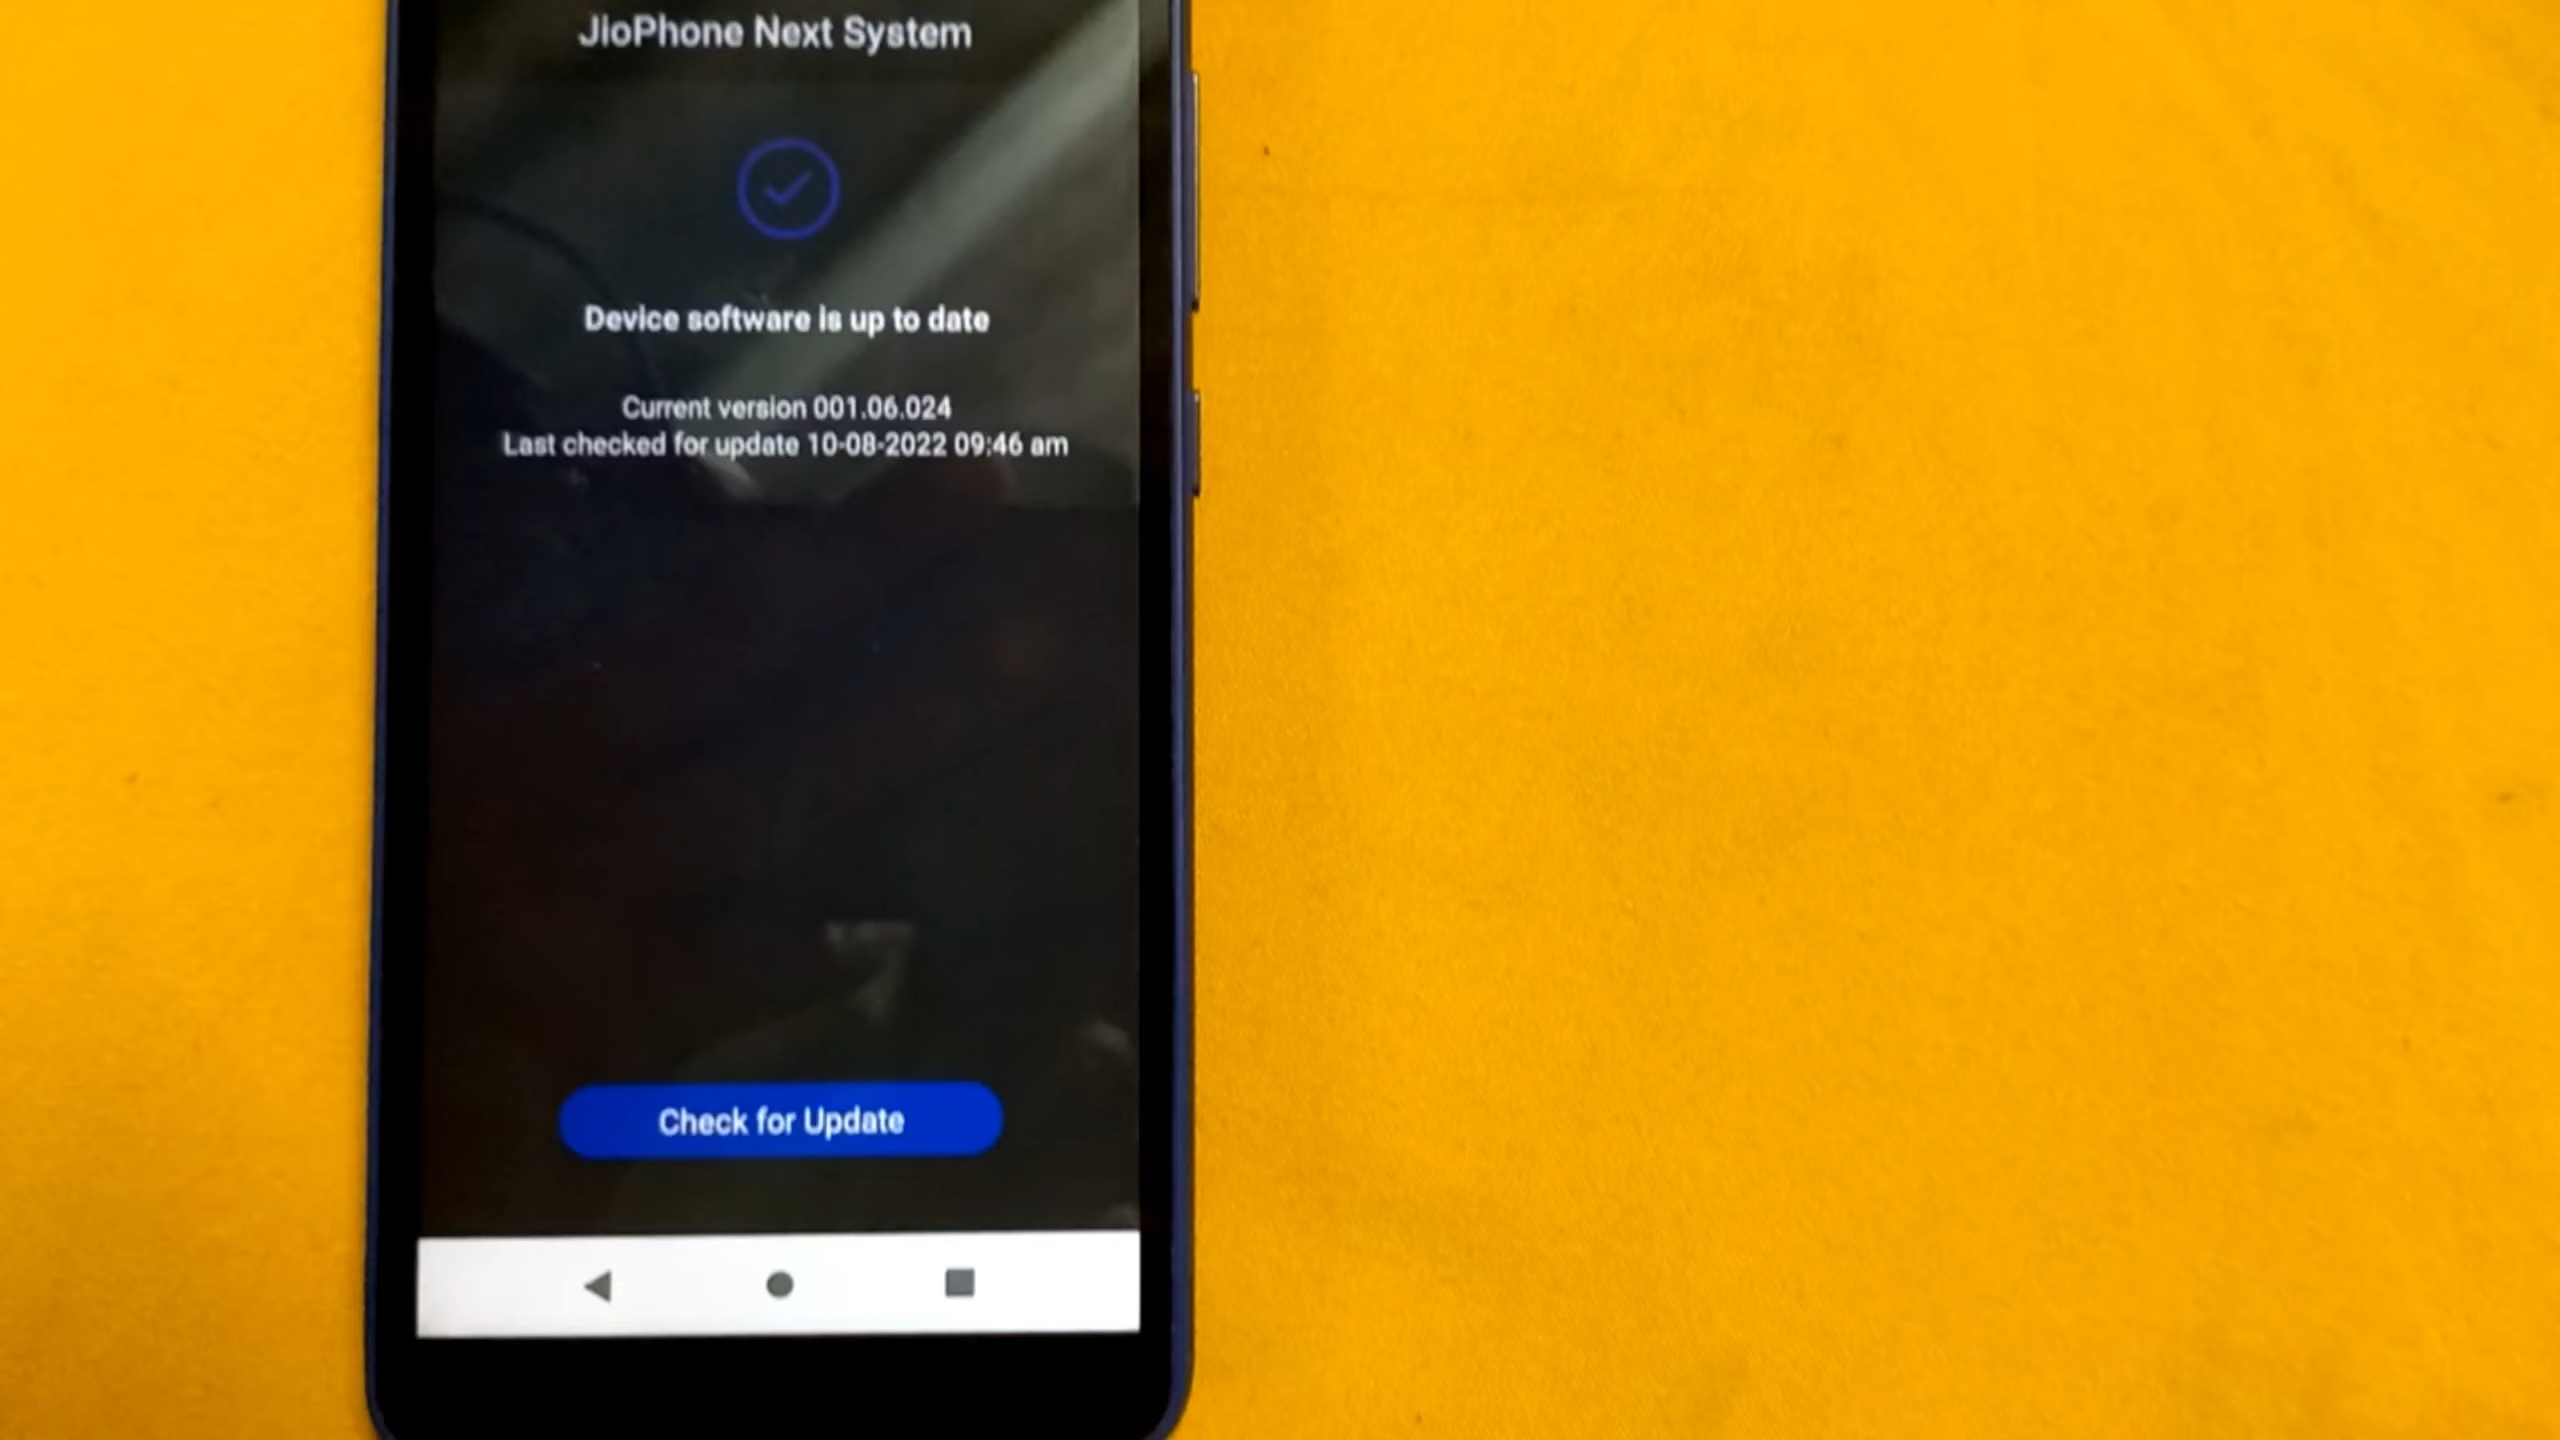 JioPhone Next System
Device software is up to date
Current version 001.06.024
Last checked for update 10-08-2022 09:46 am
Check for Update